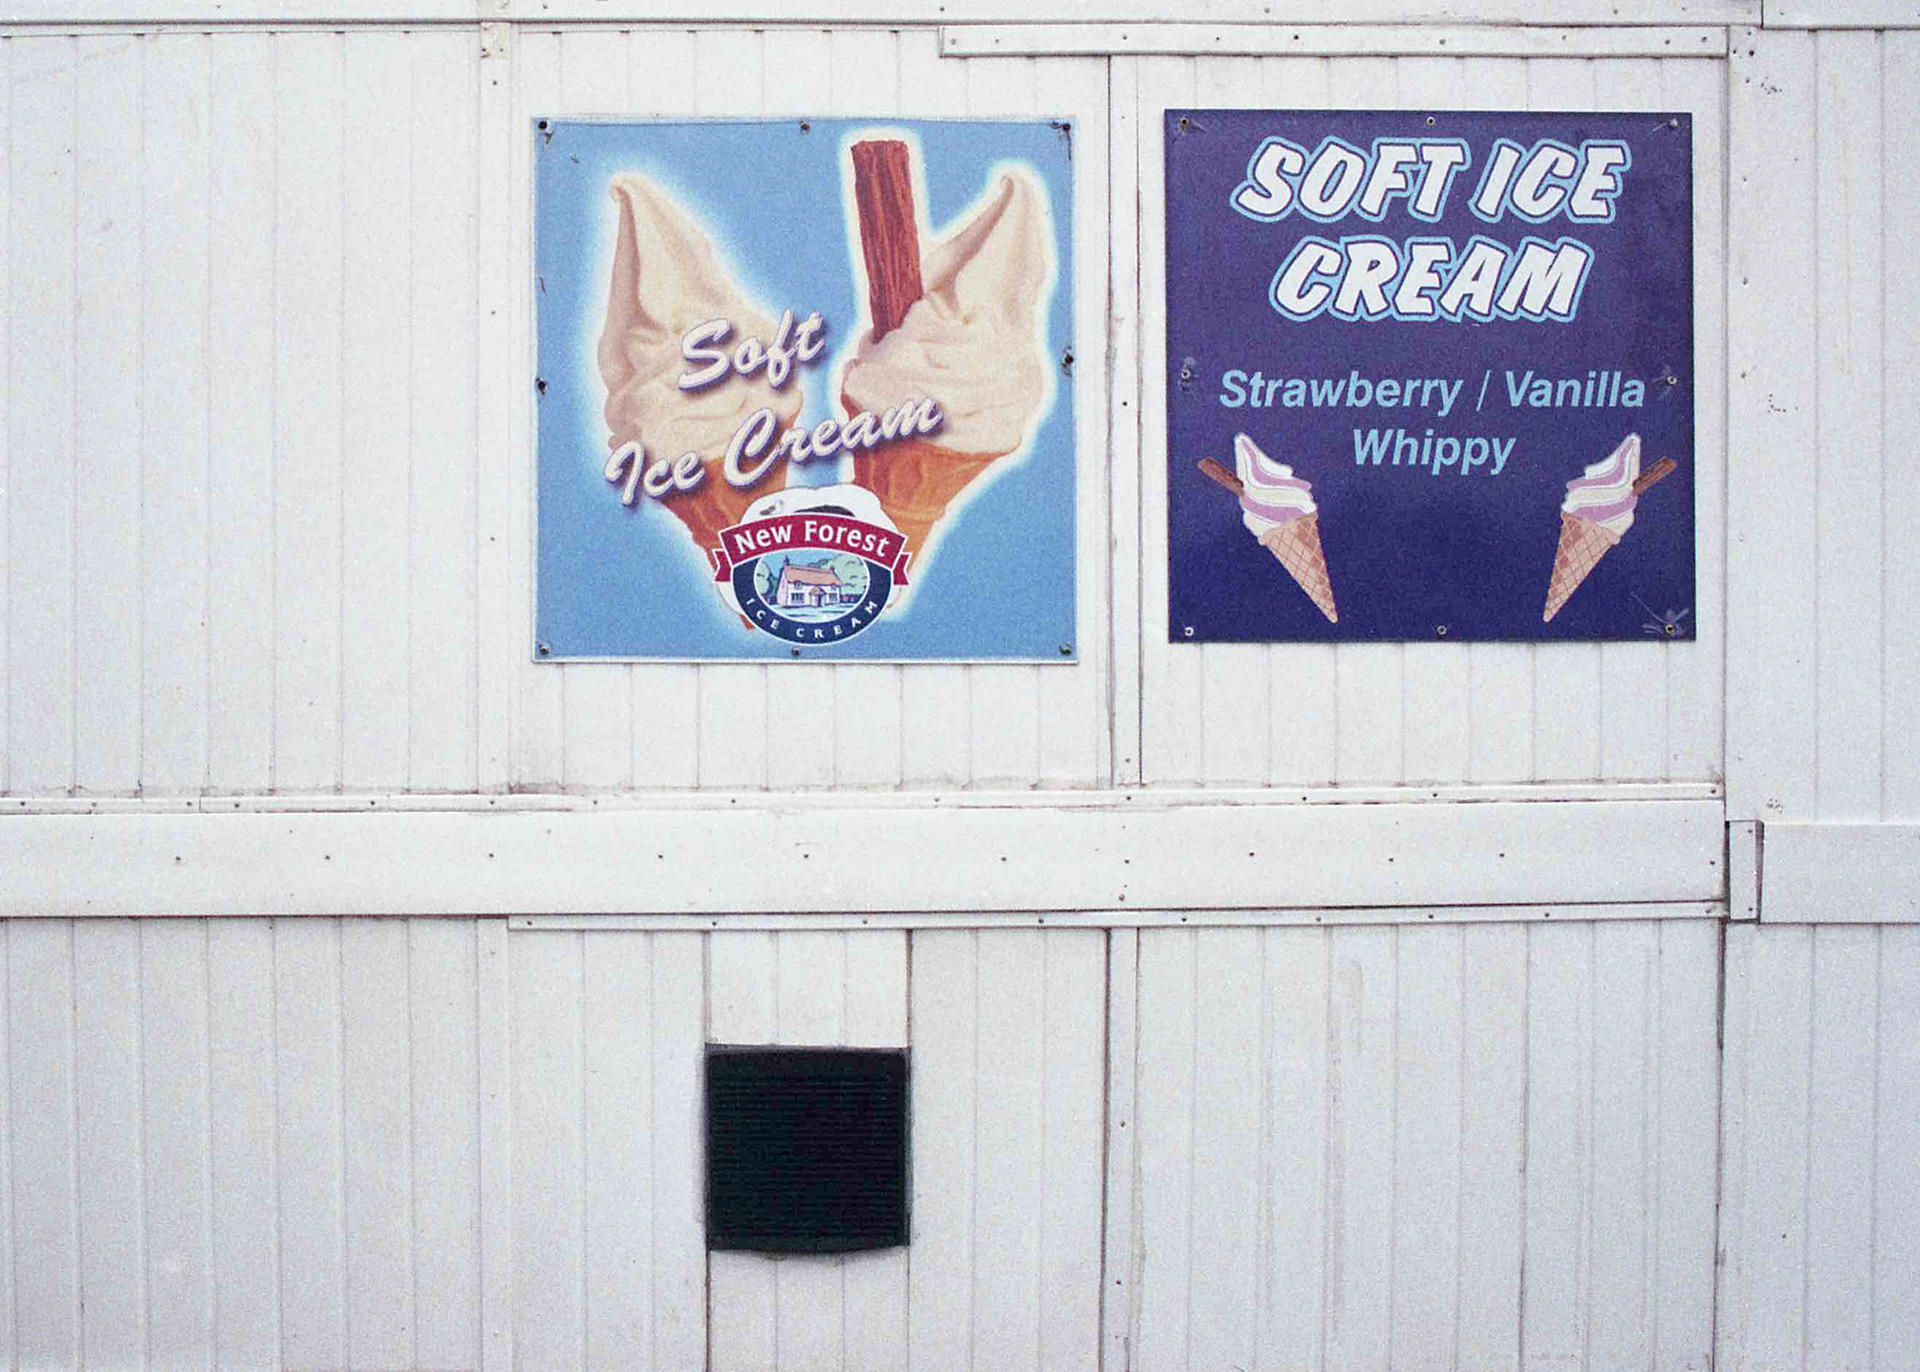 Soft
Ice Cream
New Forest
ICE CREAM
SOFT ICE
CREAM
Strawberry / Vanilla
Whippy